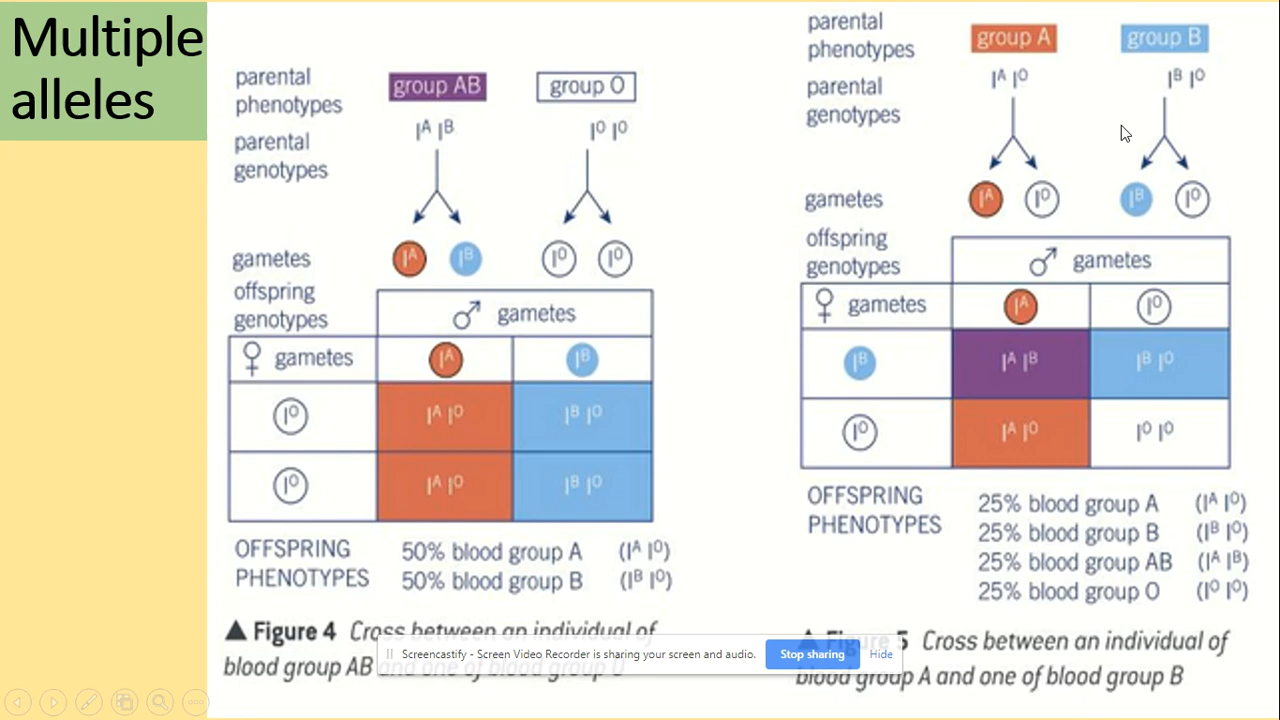 Multiple
alleles
parental
phenotypes
group AB
group O
parental
genotypes
Iᴬ Iᴮ
Iᴼ Iᴼ
gametes
Iᴬ
Iᴮ
Iᴼ
Iᴼ
offspring
genotypes
♂ gametes
♀ gametes
Iᴬ
Iᴮ
Iᴼ
Iᴬ Iᴼ
Iᴮ Iᴼ
Iᴼ
Iᴬ Iᴼ
Iᴮ Iᴼ
OFFSPRING
PHENOTYPES
50% blood group A (Iᴬ Iᴼ)
50% blood group B (Iᴮ Iᴼ)
▲ Figure 4 Cross between an individual of
blood group AB and one of blood group O
parental
phenotypes
group A
group B
parental
genotypes
Iᴬ Iᴼ
Iᴮ Iᴼ
gametes
Iᴬ
Iᴼ
Iᴮ
Iᴼ
offspring
genotypes
♂ gametes
♀ gametes
Iᴬ
Iᴼ
Iᴮ
Iᴬ Iᴮ
Iᴮ Iᴼ
Iᴼ
Iᴬ Iᴼ
Iᴼ Iᴼ
OFFSPRING
PHENOTYPES
25% blood group A (Iᴬ Iᴼ)
25% blood group B (Iᴮ Iᴼ)
25% blood group AB (Iᴬ Iᴮ)
25% blood group O (Iᴼ Iᴼ)
▲ Figure 5 Cross between an individual of
blood group A and one of blood group B
Screencastify - Screen Video Recorder is sharing your screen and audio.
Stop sharing
Hide